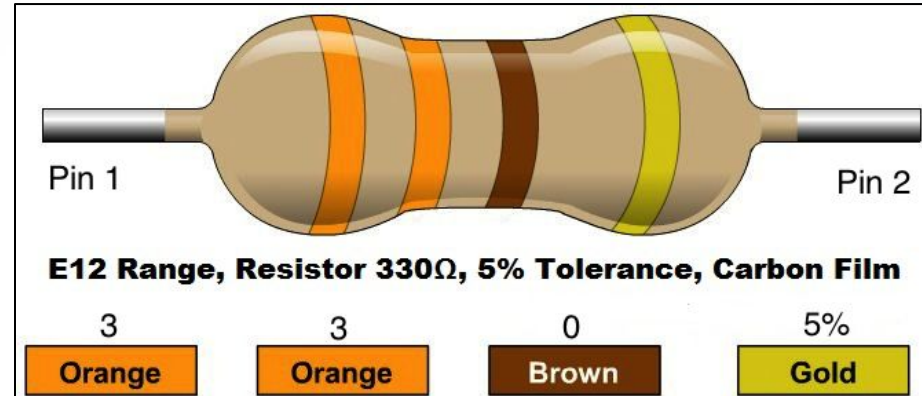 Pin 1
Pin 2
E12 Range, Resistor 330Ω, 5% Tolerance, Carbon Film
3 3 0 5%
Orange Orange Brown Gold